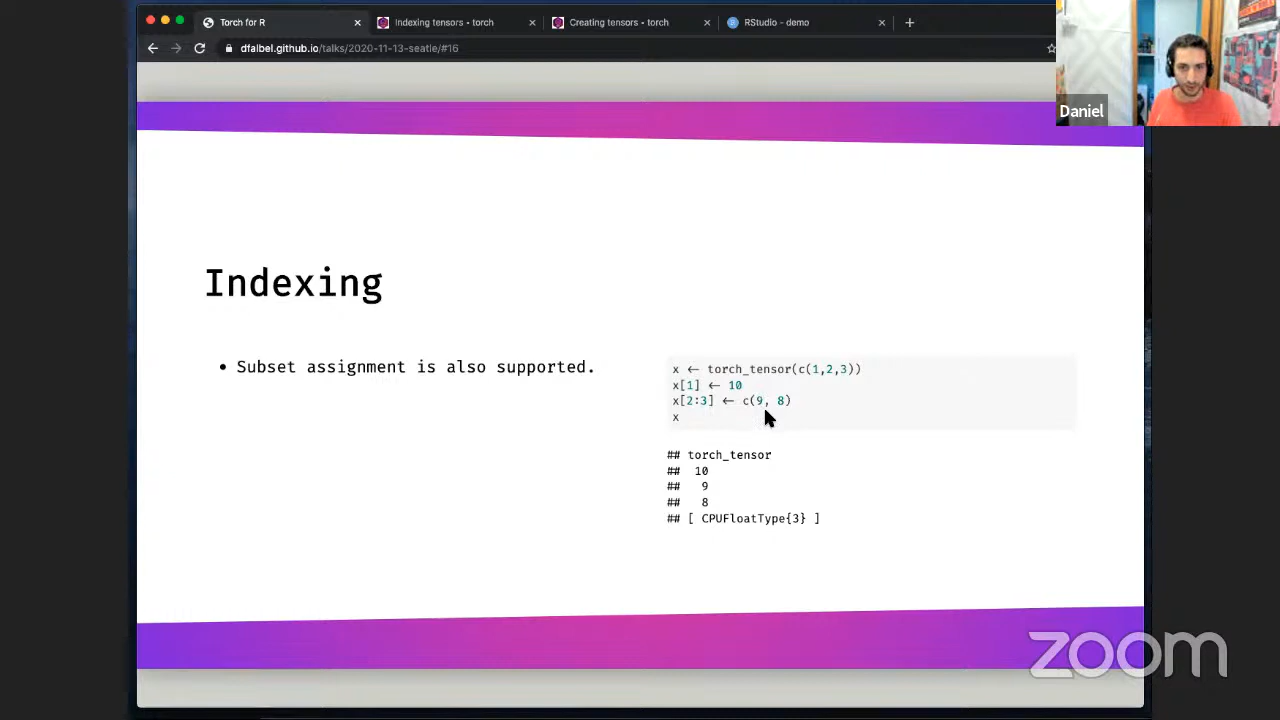 Torch for R
Indexing tensors - torch
Creating tensors - torch
RStudio - demo
dfalbel.github.io/talks/2020-11-13-seatle/#16
Daniel
Indexing
• Subset assignment is also supported.
x <- torch_tensor(c(1,2,3))
x[1] <- 10
x[2:3] <- c(9, 8)
x
## torch_tensor
## 10
## 9
## 8
## [ CPUFloatType{3} ]
zoom